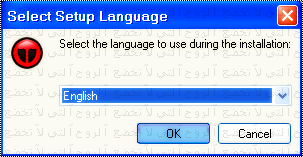 Select Setup Language
Select the language to use during the installation:
English
OK
Cancel